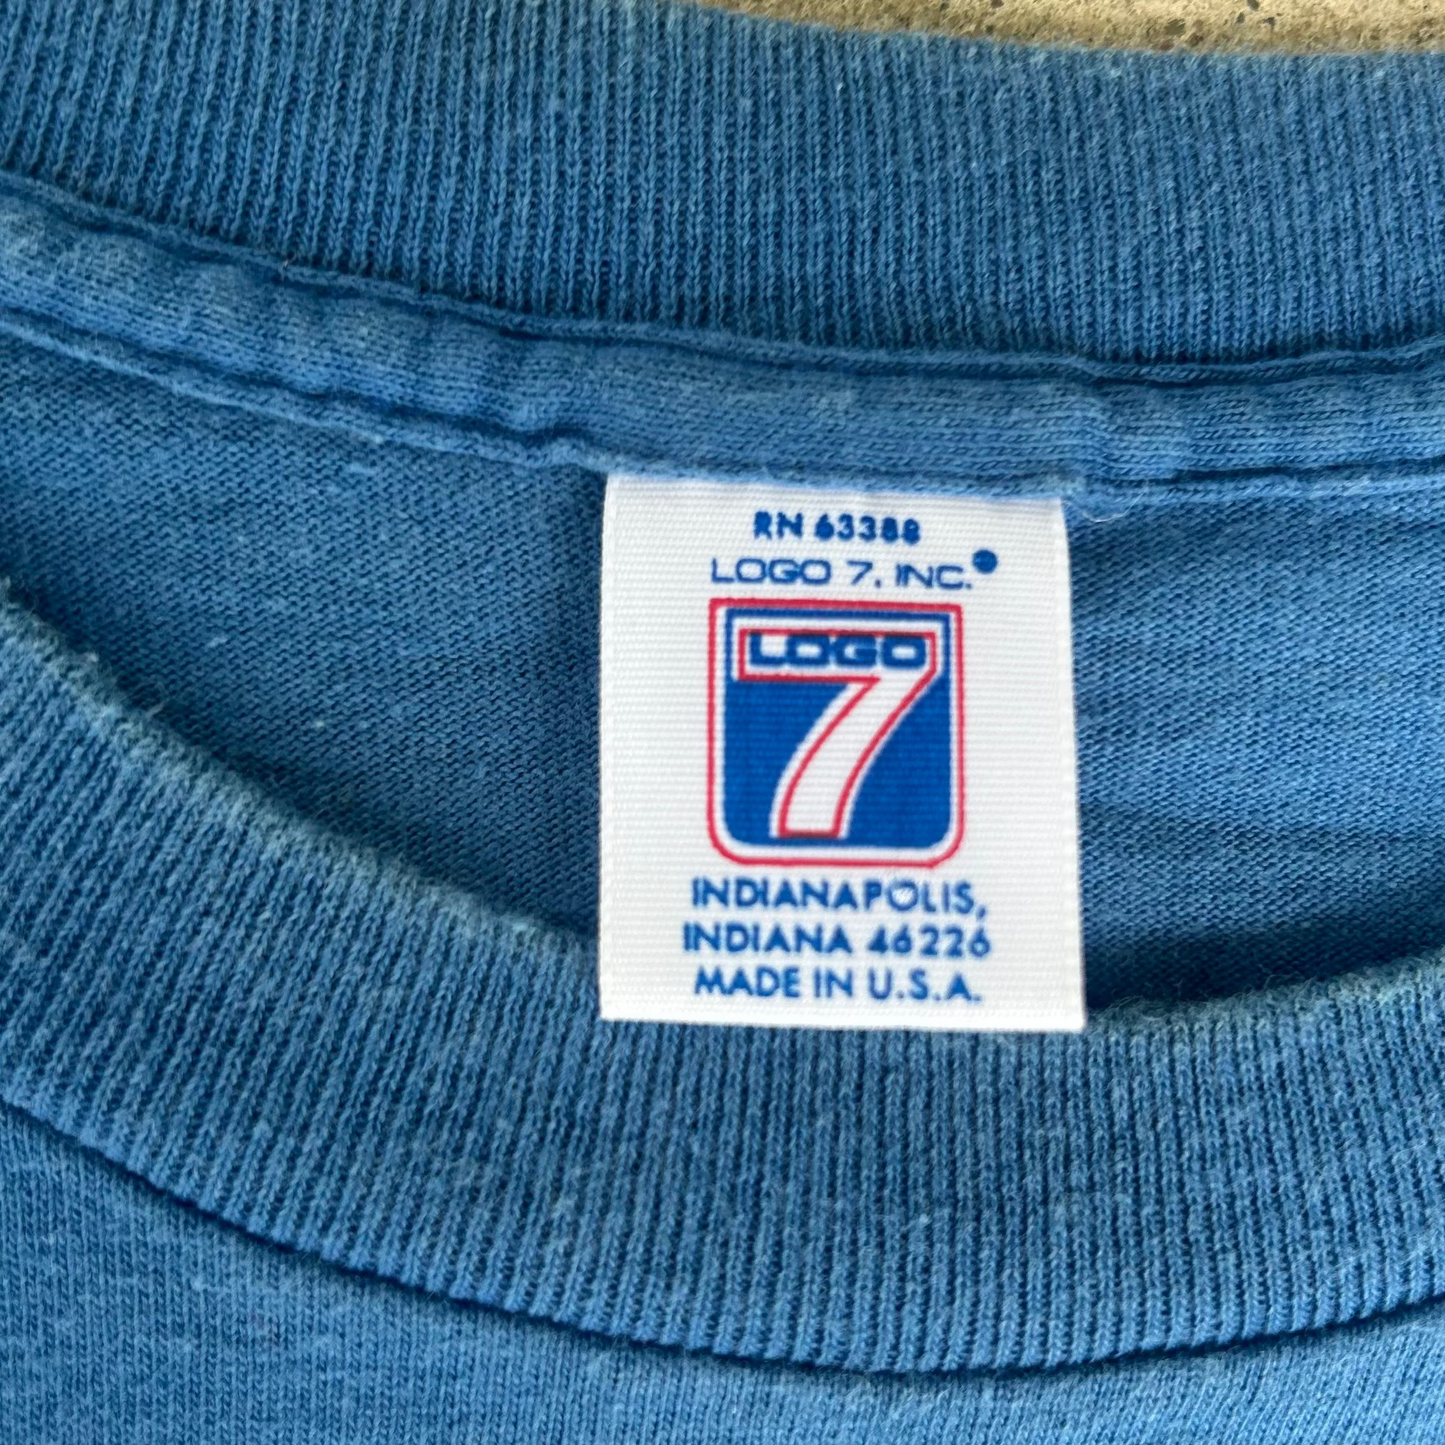 RN 63388
LOGO 7, INC.
LOGO
7
INDIANAPOLIS,
INDIANA 46226
MADE IN U.S.A.